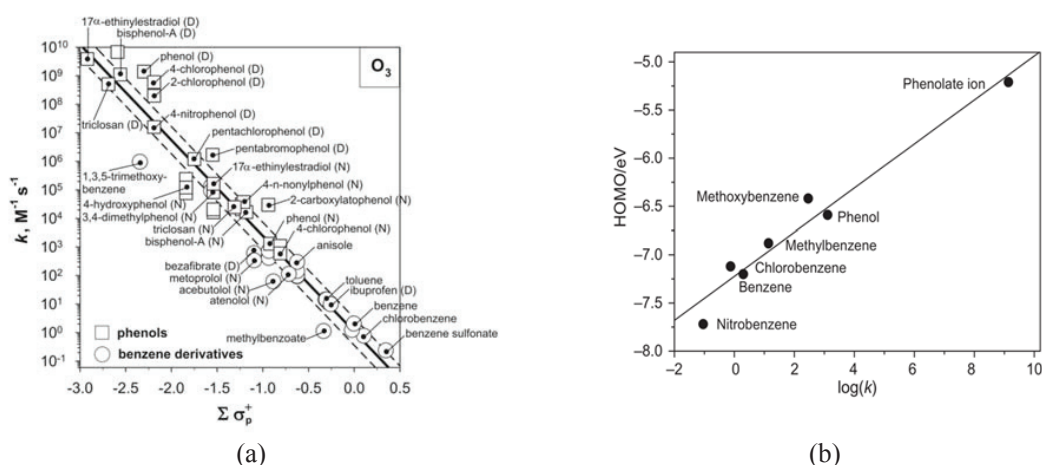 17α-ethinylestradiol (D)
bisphenol-A (D)
phenol (D)
4-chlorophenol (D)
2-chlorophenol (D)
O3
triclosan (D)
4-nitrophenol (D)
pentachlorophenol (D)
pentabromophenol (D)
1,3,5-trimethoxy-
benzene
17α-ethinylestradiol (N)
4-n-nonylphenol (N)
4-hydroxyphenol (N)
2-carboxylatophenol (N)
3,4-dimethylphenol (N)
triclosan (N)
phenol (N)
bisphenol-A (N)
4-chlorophenol (N)
anisole
bezafibrate (D)
metoprolol (N)
acebutolol (N)
atenolol (N)
toluene
ibuprofen (D)
benzene
chlorobenzene
benzene sulfonate
methylbenzoate
phenols
benzene derivatives
10^10
10^9
10^8
10^7
10^6
10^5
10^4
10^3
10^2
10^1
10^0
10^-1
k, M^-1 s^-1
-3.0 -2.5 -2.0 -1.5 -1.0 -0.5 0.0 0.5
Σ σp+
(a)
HOMO/eV
−5.0
−5.5
−6.0
−6.5
−7.0
−7.5
−8.0
Phenolate ion
Methoxybenzene
Phenol
Methylbenzene
Chlorobenzene
Benzene
Nitrobenzene
−2 0 2 4 6 8 10
log(k)
(b)